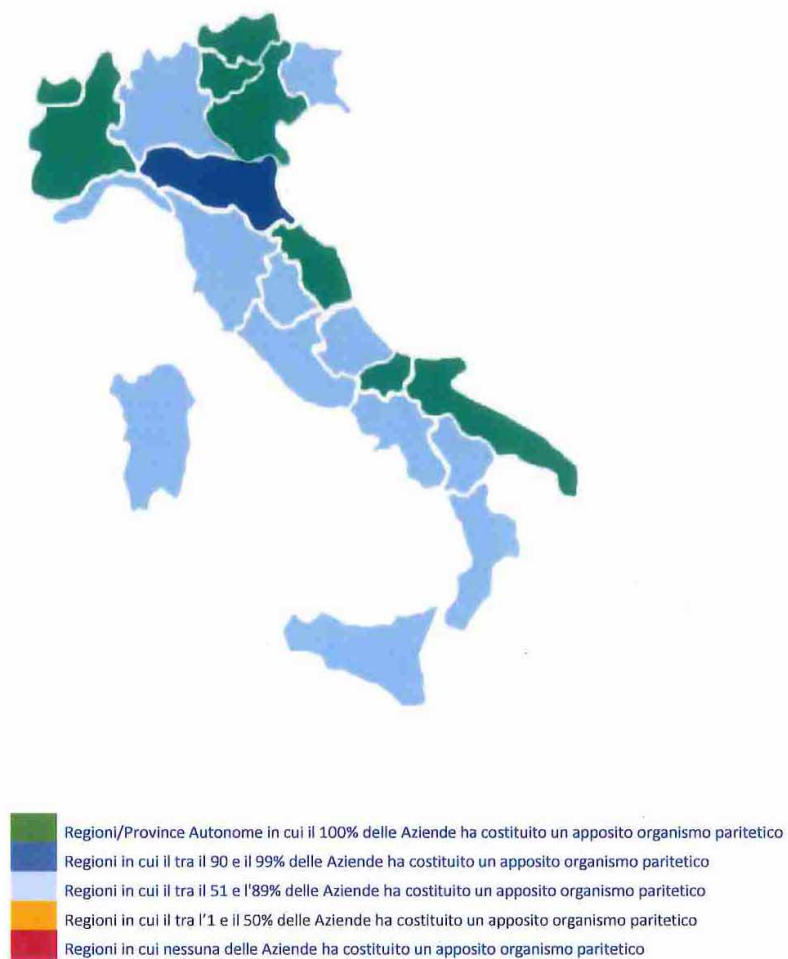 Regioni/Province Autonome in cui il 100% delle Aziende ha costituito un apposito organismo paritetico
Regioni in cui il tra il 90 e il 99% delle Aziende ha costituito un apposito organismo paritetico
Regioni in cui il tra il 51 e l'89% delle Aziende ha costituito un apposito organismo paritetico
Regioni in cui il tra l'1 e il 50% delle Aziende ha costituito un apposito organismo paritetico
Regioni in cui nessuna delle Aziende ha costituito un apposito organismo paritetico